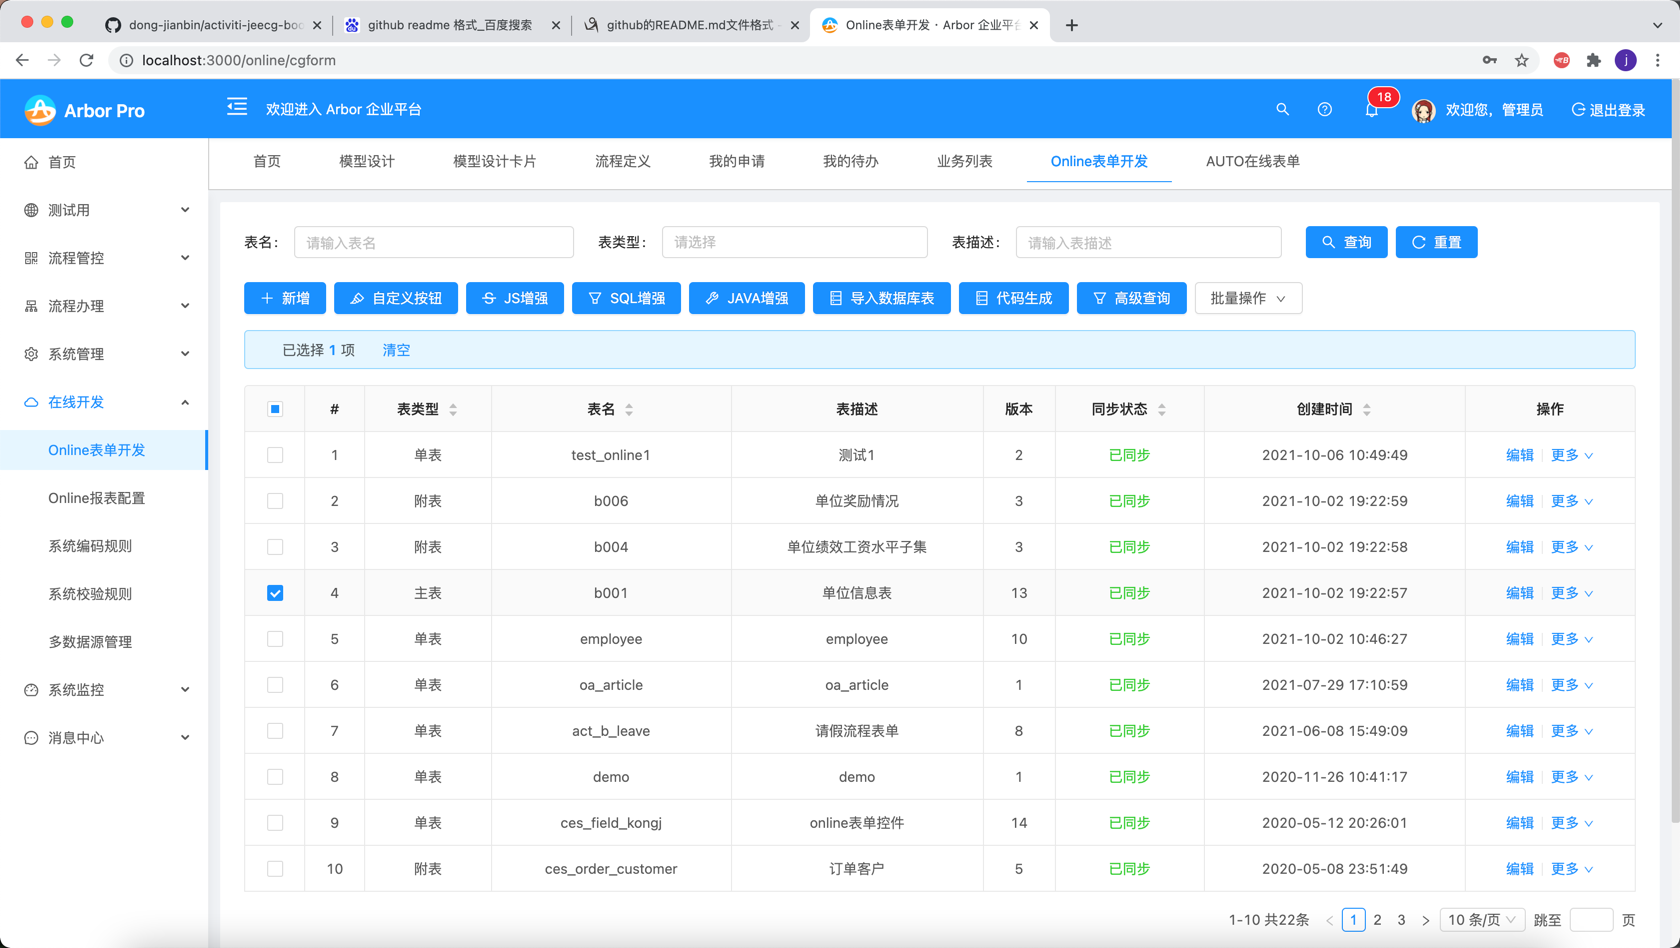 dong-jianbin/activiti-jeecg-boo
github readme 格式_百度搜索
github的README.md文件格式 -
Online表单开发 · Arbor 企业平台
localhost:3000/online/cgform
j
Arbor Pro
欢迎进入 Arbor 企业平台
18
欢迎您，管理员
退出登录
首页
测试用
流程管控
流程办理
系统管理
在线开发
Online表单开发
Online报表配置
系统编码规则
系统校验规则
多数据源管理
系统监控
消息中心
首页 模型设计 模型设计卡片 流程定义 我的申请 我的待办 业务列表 Online表单开发 AUTO在线表单
表名： 请输入表名 表类型： 请选择 表描述： 请输入表描述 查询 重置
新增 自定义按钮 JS增强 SQL增强 JAVA增强 导入数据库表 代码生成 高级查询 批量操作
已选择 1 项 清空
# 表类型 表名 表描述 版本 同步状态 创建时间 操作
1 单表 test_online1 测试1 2 已同步 2021-10-06 10:49:49 编辑 更多
2 附表 b006 单位奖励情况 3 已同步 2021-10-02 19:22:59 编辑 更多
3 附表 b004 单位绩效工资水平子集 3 已同步 2021-10-02 19:22:58 编辑 更多
4 主表 b001 单位信息表 13 已同步 2021-10-02 19:22:57 编辑 更多
5 单表 employee employee 10 已同步 2021-10-02 10:46:27 编辑 更多
6 单表 oa_article oa_article 1 已同步 2021-07-29 17:10:59 编辑 更多
7 单表 act_b_leave 请假流程表单 8 已同步 2021-06-08 15:49:09 编辑 更多
8 单表 demo demo 1 已同步 2020-11-26 10:41:17 编辑 更多
9 单表 ces_field_kongj online表单控件 14 已同步 2020-05-12 20:26:01 编辑 更多
10 附表 ces_order_customer 订单客户 5 已同步 2020-05-08 23:51:49 编辑 更多
1-10 共22条 < 1 2 3 > 10 条/页 跳至 页